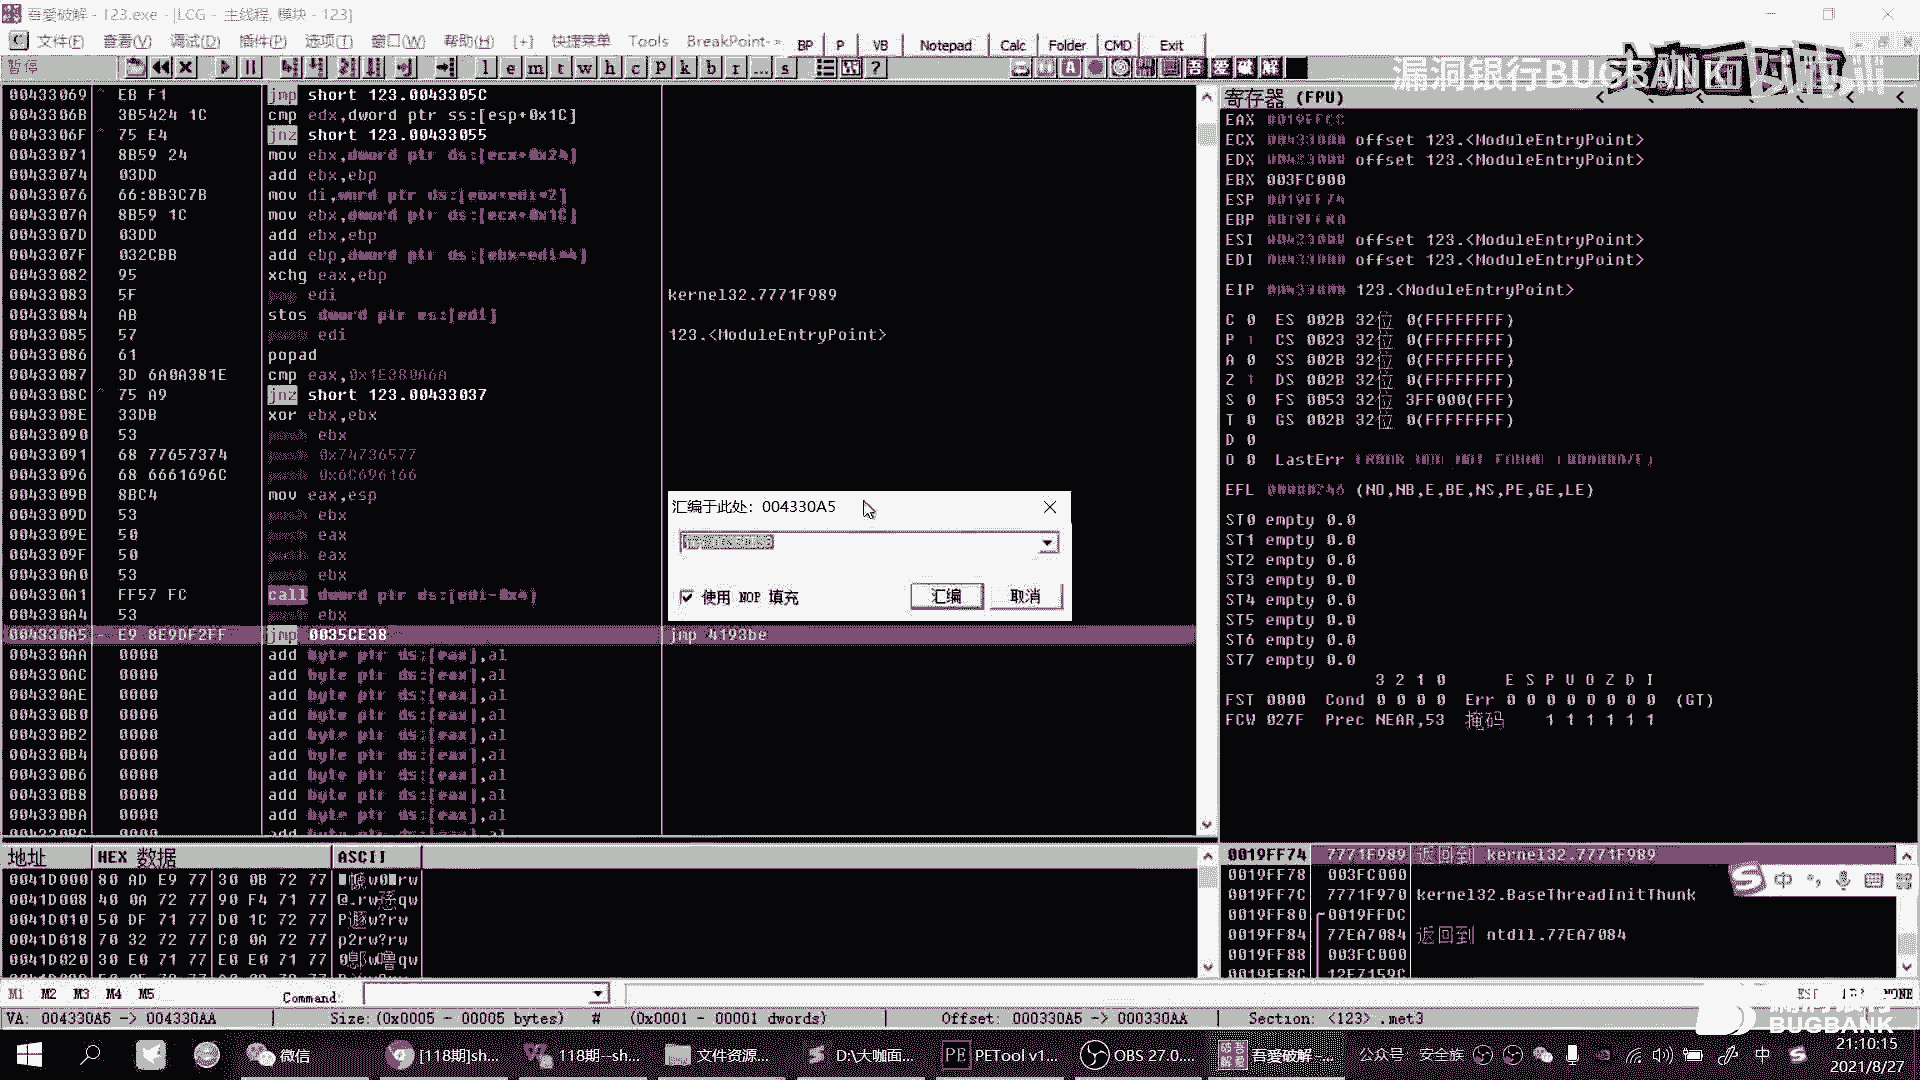 吾愛破解 - 123.exe - [LCG - 主线程, 模块 - 123]
文件(F) 查看(V) 调试(D) 插件(P) 选项(T) 窗口(W) 帮助(H) [+] 快捷菜单 Tools BreakPoint-> BP P VB Notepad Calc Folder CMD Exit
暂停 l e m t w h c p k b r ... s ?
漏洞银行BUGBANK
00433069 EB F1 jmp short 123.0043305C
0043306B 3B5424 1C cmp edx,dword ptr ss:[esp+0x1C]
0043306F 75 E4 jnz short 123.00433055
00433071 8B59 24 mov ebx,dword ptr ds:[ecx+0x24]
00433074 03DD add ebx,ebp
00433076 66:8B3C7B mov di,word ptr ds:[ebx+edi*2]
0043307A 8B59 1C mov ebx,dword ptr ds:[ecx+0x1C]
0043307D 03DD add ebx,ebp
0043307F 032CBB add ebp,dword ptr ds:[ebx+edi*4]
00433082 95 xchg eax,ebp
00433083 5F pop edi kernel32.7771F989
00433084 AB stos dword ptr es:[edi]
00433085 57 push edi 123.<ModuleEntryPoint>
00433086 61 popad
00433087 3D 6A0A381E cmp eax,0x1E380A6A
0043308C 75 A9 jnz short 123.00433037
0043308E 33DB xor ebx,ebx
00433090 53 push ebx
00433091 68 77657374 push 0x74736577
00433096 68 6661696C push 0x6C696166
0043309B 8BC4 mov eax,esp
0043309D 53 push ebx
0043309E 50 push eax
0043309F 50 push eax
004330A0 53 push ebx
004330A1 FF57 FC call dword ptr ds:[edi-0x4]
004330A4 53 push ebx
004330A5 - E9 8E9DF2FF jmp 0035CE38 jmp 4193be
004330AA 0000 add byte ptr ds:[eax],al
004330AC 0000 add byte ptr ds:[eax],al
004330AE 0000 add byte ptr ds:[eax],al
004330B0 0000 add byte ptr ds:[eax],al
004330B2 0000 add byte ptr ds:[eax],al
004330B4 0000 add byte ptr ds:[eax],al
004330B6 0000 add byte ptr ds:[eax],al
004330B8 0000 add byte ptr ds:[eax],al
004330BA 0000 add byte ptr ds:[eax],al
汇编于此处: 004330A5
使用 NOP 填充 汇编 取消
寄存器 (FPU)
EAX 0019FFCC
ECX offset 123.<ModuleEntryPoint>
EDX offset 123.<ModuleEntryPoint>
EBX 003FC000
ESP 0019FF74
EBP
ESI offset 123.<ModuleEntryPoint>
EDI offset 123.<ModuleEntryPoint>
EIP 123.<ModuleEntryPoint>
C 0 ES 002B 32位 0(FFFFFFFF)
P 1 CS 0023 32位 0(FFFFFFFF)
A 0 SS 002B 32位 0(FFFFFFFF)
Z 1 DS 002B 32位 0(FFFFFFFF)
S 0 FS 0053 32位 3FF000(FFF)
T 0 GS 002B 32位 0(FFFFFFFF)
D 0
O 0 LastErr
EFL 00000246 (NO,NB,E,BE,NS,PE,GE,LE)
ST0 empty 0.0
ST1 empty 0.0
ST2 empty 0.0
ST3 empty 0.0
ST4 empty 0.0
ST5 empty 0.0
ST6 empty 0.0
ST7 empty 0.0
3 2 1 0 E S P U O Z D I
FST 0000 Cond 0 0 0 0 Err 0 0 0 0 0 0 0 0 (GT)
FCW 027F Prec NEAR,53 掩码 1 1 1 1 1 1
地址 HEX 数据 ASCII
0041D000 80 AD E9 77 30 0B 72 77
0041D008 40 0A 72 77 90 F4 71 77
0041D010 50 DF 71 77 D0 1C 72 77
0041D018 70 32 72 77 C0 0A 72 77 p2rw?rw
0041D020 30 E0 71 77 E0 E0 71 77
0019FF74 7771F989 返回到 kernel32.7771F989
0019FF78 003FC000
0019FF7C 7771F970 kernel32.BaseThreadInitThunk
0019FF80 0019FFDC
0019FF84 77EA7084 返回到 ntdll.77EA7084
0019FF88 003FC000
0019FF8C 12F7159C
中
M1 M2 M3 M4 M5 Command:
VA: 004330A5 -> 004330AA Size:(0x0005 - 00005 bytes) # (0x0001 - 00001 dwords) Offset: 000330A5 -> 000330AA Section: <123> .met3
BUGBANK
微信 [118期]sh... 118期--sh... 文件资源... D:\大咖面... PETool v1... OBS 27.0.... 吾爱破解 -... 公众号: 安全族 中
21:10:15
2021/8/27